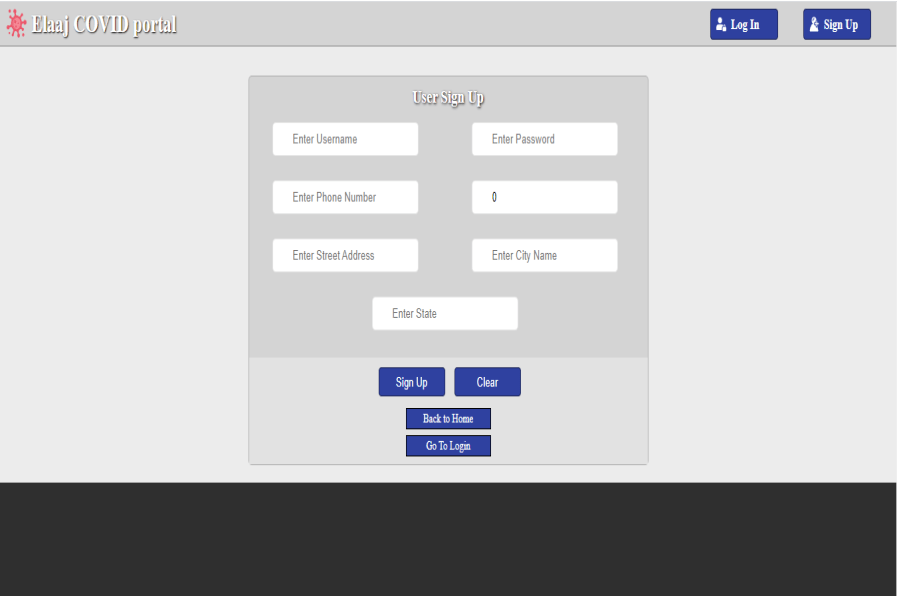 Elaaj COVID portal
Log In
Sign Up
User Sign Up
Enter Username
Enter Password
Enter Phone Number
0
Enter Street Address
Enter City Name
Enter State
Sign Up
Clear
Back to Home
Go To Login